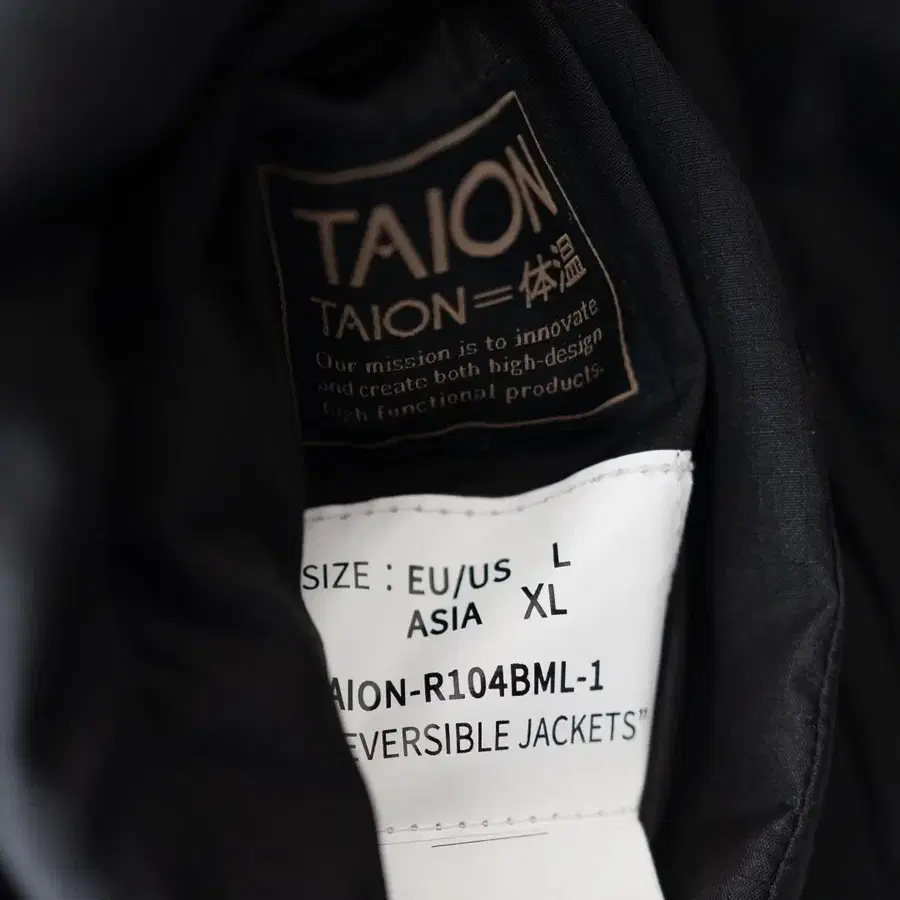 TAION
TAION=体温
Our mission is to innovate
and create both high-design
high functional products.
SIZE : EU/US L
ASIA XL
AION-R104BML-1
EVERSIBLE JACKETS"